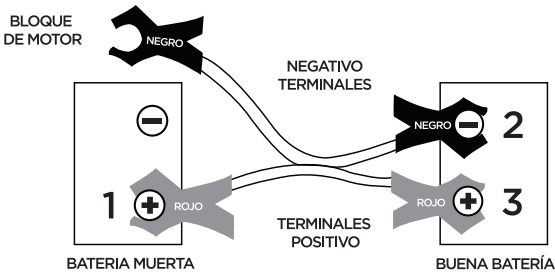 BLOQUE
DE MOTOR
NEGRO
NEGATIVO
TERMINALES
NEGRO
2
1
ROJO
ROJO
3
TERMINALES
POSITIVO
BATERIA MUERTA
BUENA BATERÍA